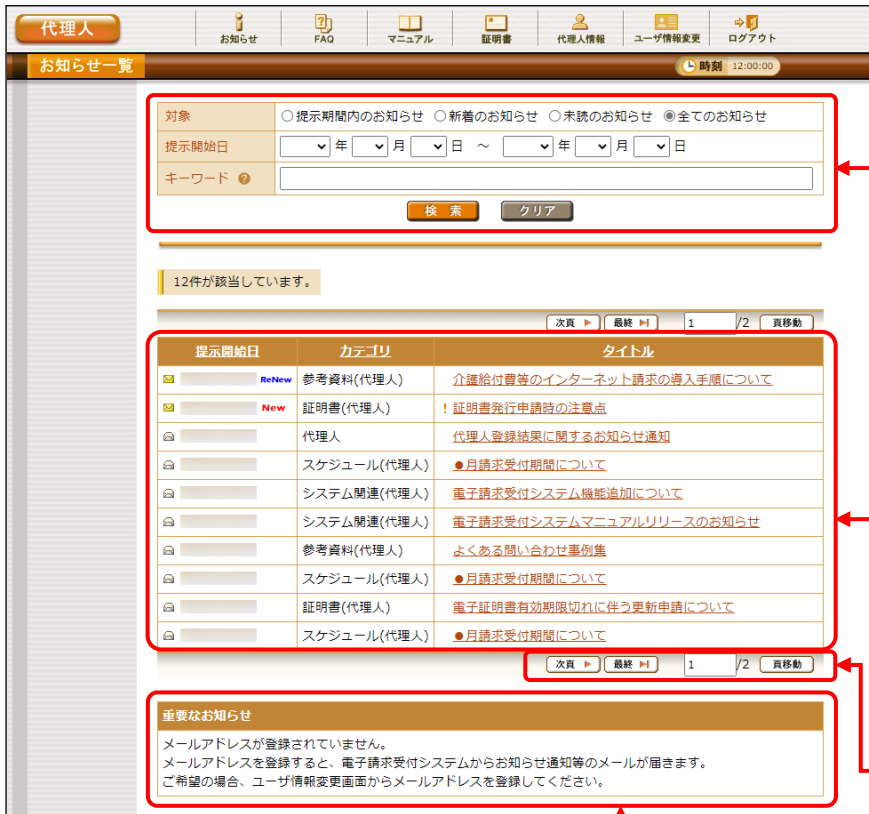 代理人
お知らせ FAQ マニュアル 証明書 代理人情報 ユーザ情報変更 ログアウト
お知らせ一覧 時刻 12:00:00
対象 提示期間内のお知らせ 新着のお知らせ 未読のお知らせ 全てのお知らせ
提示開始日 年 月 日 ～ 年 月 日
キーワード ?
検 索 クリア
12件が該当しています。
次頁 最終 1 /2 頁移動
提示開始日 カテゴリ タイトル
ReNew 参考資料(代理人) 介護給付費等のインターネット請求の導入手順について
New 証明書(代理人) ! 証明書発行申請時の注意点
代理人 代理人登録結果に関するお知らせ通知
スケジュール(代理人) ●月請求受付期間について
システム関連(代理人) 電子請求受付システム機能追加について
システム関連(代理人) 電子請求受付システムマニュアルリリースのお知らせ
参考資料(代理人) よくある問い合わせ事例集
スケジュール(代理人) ●月請求受付期間について
証明書(代理人) 電子証明書有効期限切れに伴う更新申請について
スケジュール(代理人) ●月請求受付期間について
次頁 最終 1 /2 頁移動
重要なお知らせ
メールアドレスが登録されていません。
メールアドレスを登録すると、電子請求受付システムからお知らせ通知等のメールが届きます。
ご希望の場合、ユーザ情報変更画面からメールアドレスを登録してください。